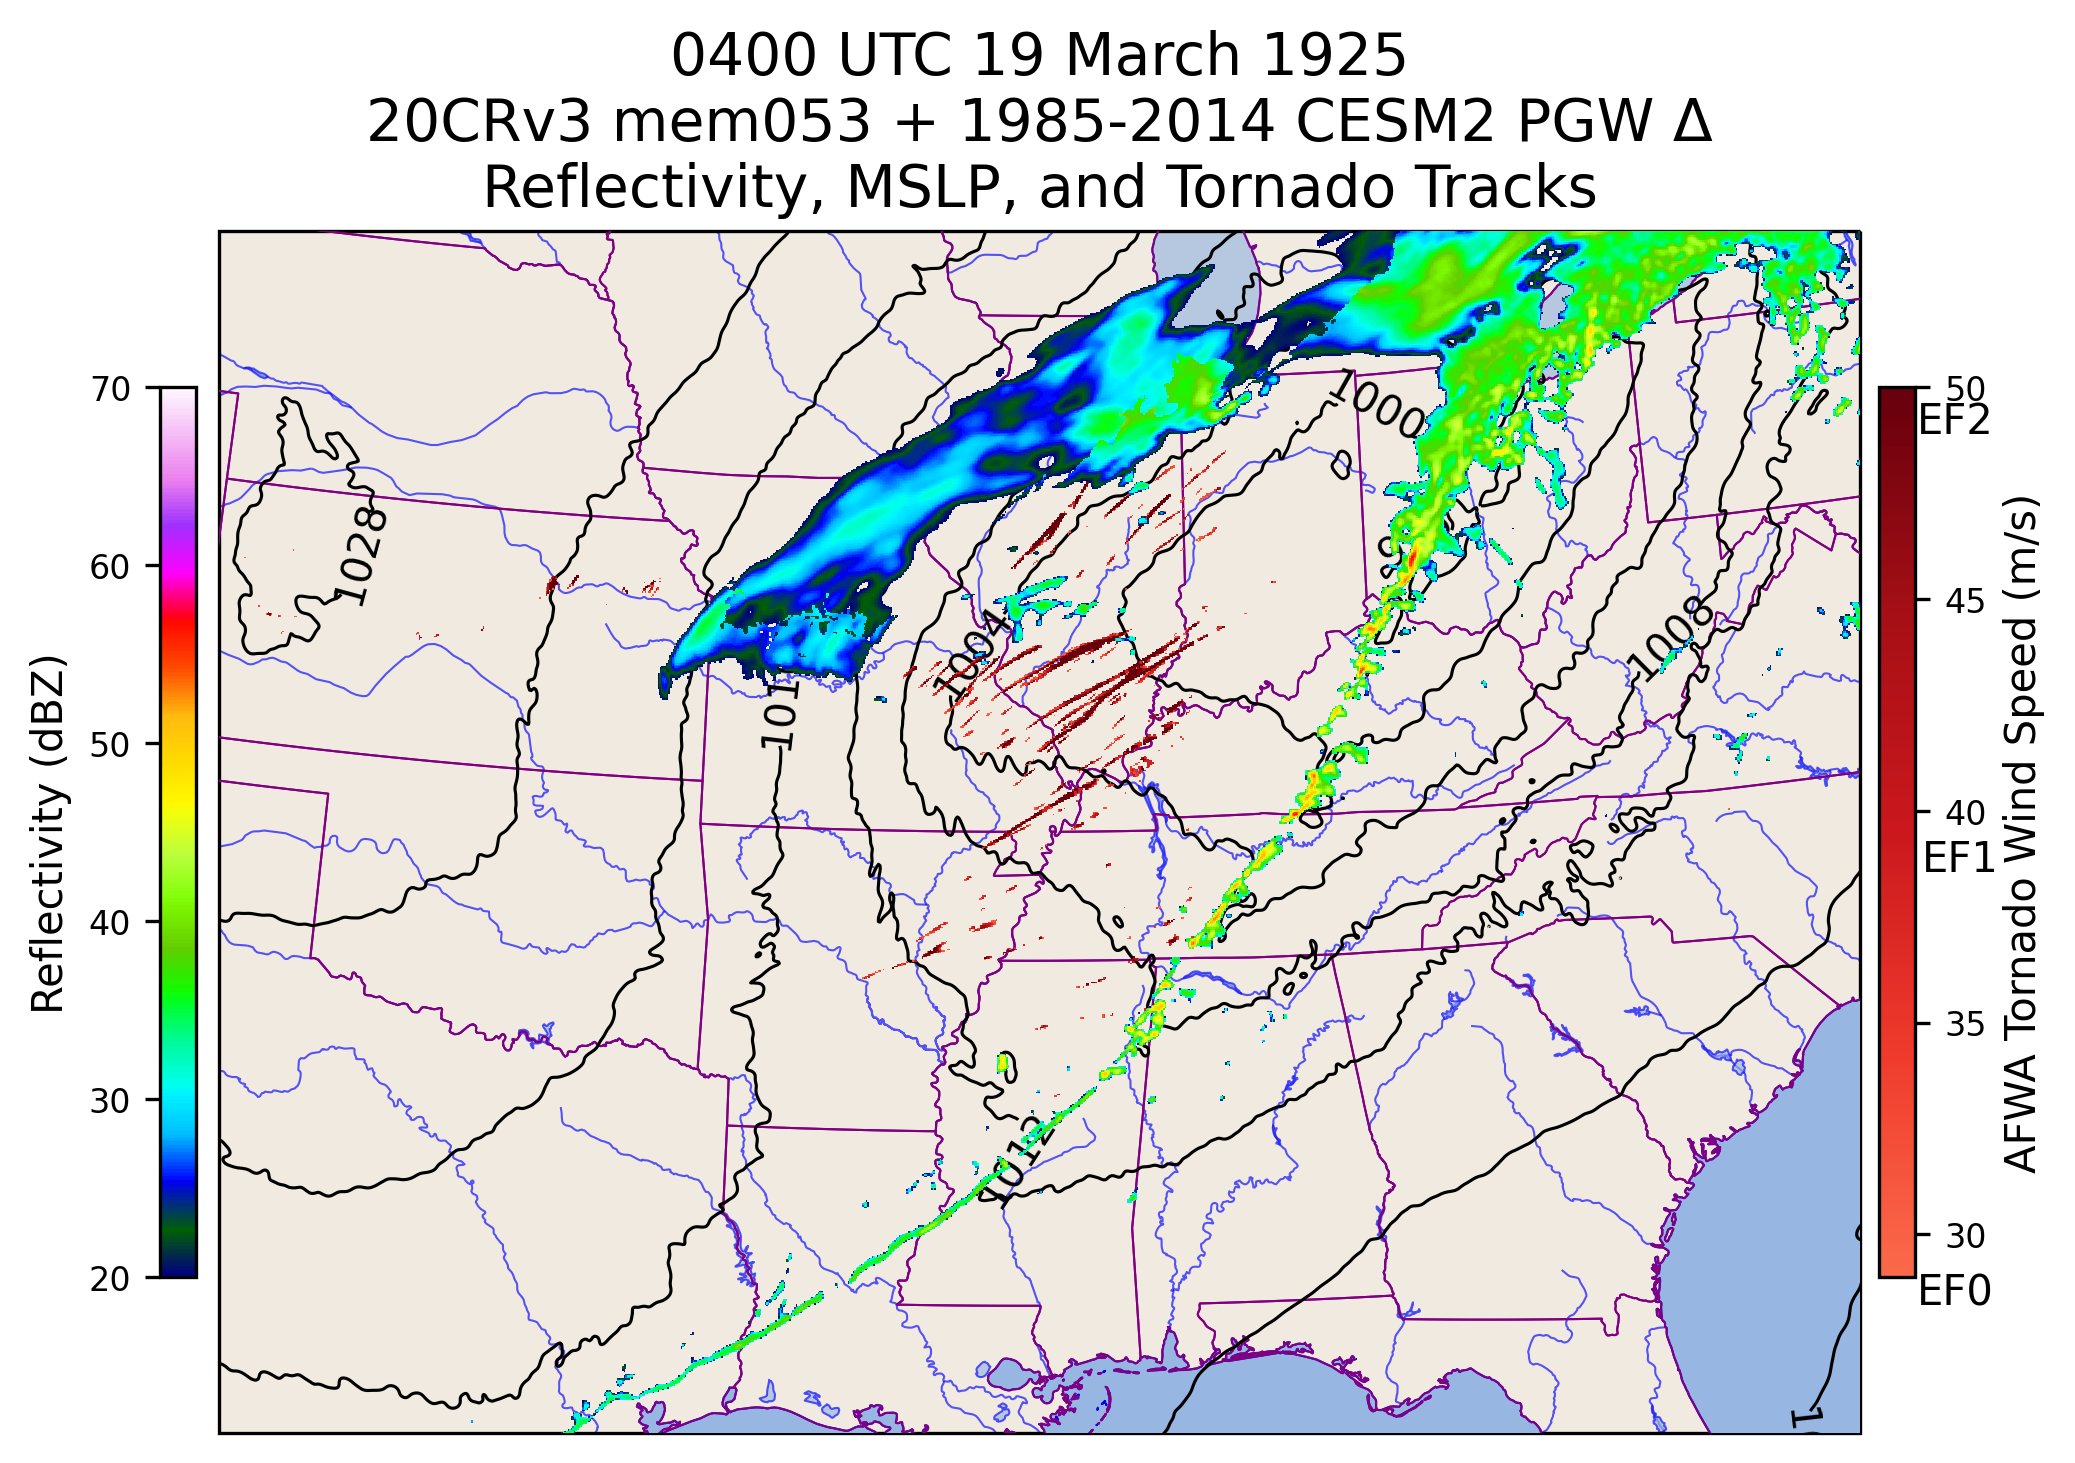 0400 UTC 19 March 1925
20CRv3 mem053 + 1985-2014 CESM2 PGW Δ
Reflectivity, MSLP, and Tornado Tracks
Reflectivity (dBZ)
70
60
50
40
30
20
1028
1004
1000
1008
1012
50
EF2
45
40
EF1
35
30
EF0
AFWA Tornado Wind Speed (m/s)